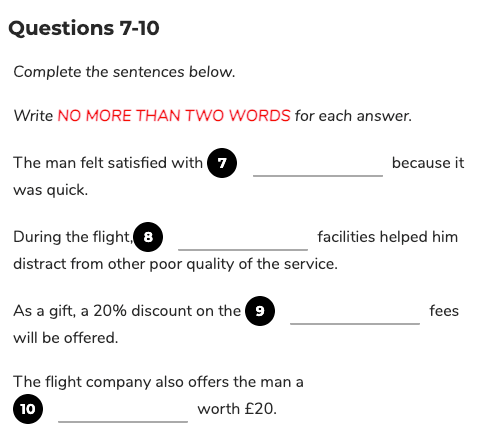 Questions 7-10
Complete the sentences below.
Write NO MORE THAN TWO WORDS for each answer.
The man felt satisfied with 7 ____________ because it
was quick.
During the flight, 8 ____________ facilities helped him
distract from other poor quality of the service.
As a gift, a 20% discount on the 9 ____________ fees
will be offered.
The flight company also offers the man a
10 ____________ worth £20.